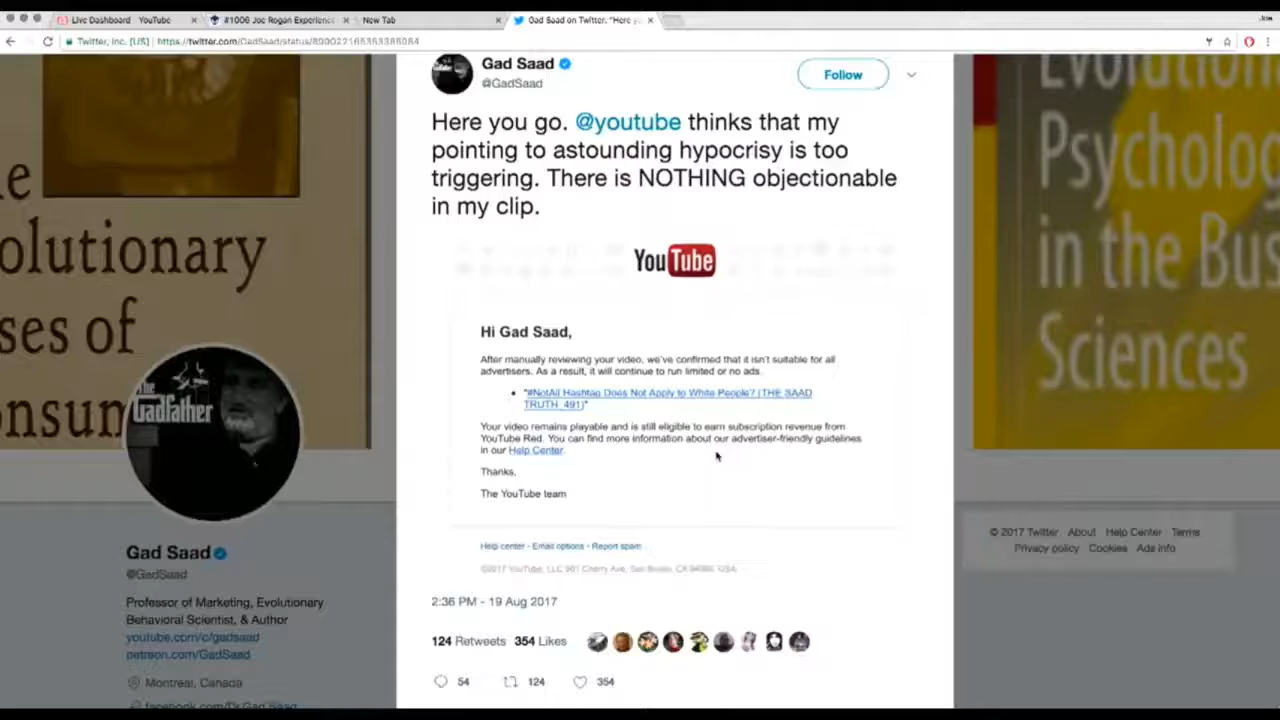 Live Dashboard - YouTube
#1006 Joe Rogan Experience
New Tab
Gad Saad on Twitter: "Here yo
Joe
Twitter, Inc. [US]
Gad Saad
@GadSaad
Follow
Here you go. @youtube thinks that my
pointing to astounding hypocrisy is too
triggering. There is NOTHING objectionable
in my clip.
YouTube
Hi Gad Saad,
After manually reviewing your video, we've confirmed that it isn't suitable for all
advertisers. As a result, it will continue to run limited or no ads.
"#NotAll Hashtag Does Not Apply to White People? (THE SAAD
TRUTH_491)"
Your video remains playable and is still eligible to earn subscription revenue from
YouTube Red. You can find more information about our advertiser-friendly guidelines
in our Help Center.
Thanks,
The YouTube team
Help center - Email options - Report spam
©2017 YouTube, LLC 901 Cherry Ave, San Bruno, CA 94066, USA
2:36 PM - 19 Aug 2017
124 Retweets 354 Likes
54 124 354
olutionary
ses of
onsum
The
Gadfather
Gad Saad
@GadSaad
Professor of Marketing, Evolutionary
Behavioral Scientist, & Author
youtube.com/c/gadsaad
patreon.com/GadSaad
Montreal, Canada
facebook.com/Dr.Gad.Saad
Evolution
Psycholog
in the Bus
Sciences
© 2017 Twitter About Help Center Terms
Privacy policy Cookies Ads info